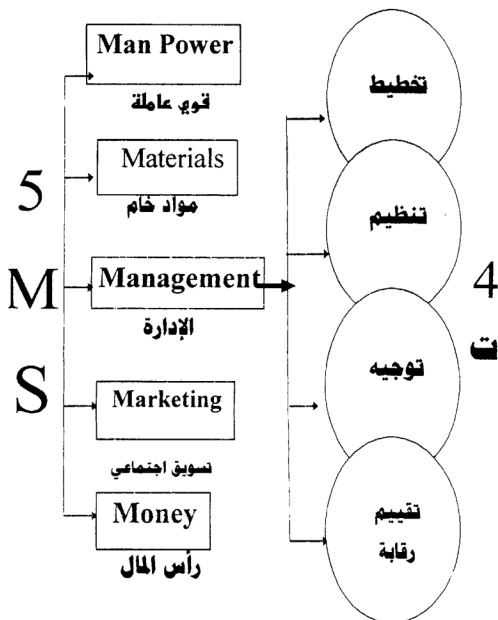 5
M
S
Man Power
قوي عاملة
Materials
مواد خام
Management
الإدارة
Marketing
تسويق اجتماعي
Money
رأس المال
تخطيط
تنظيم
توجيه
تقييم
رقابة
4
ت